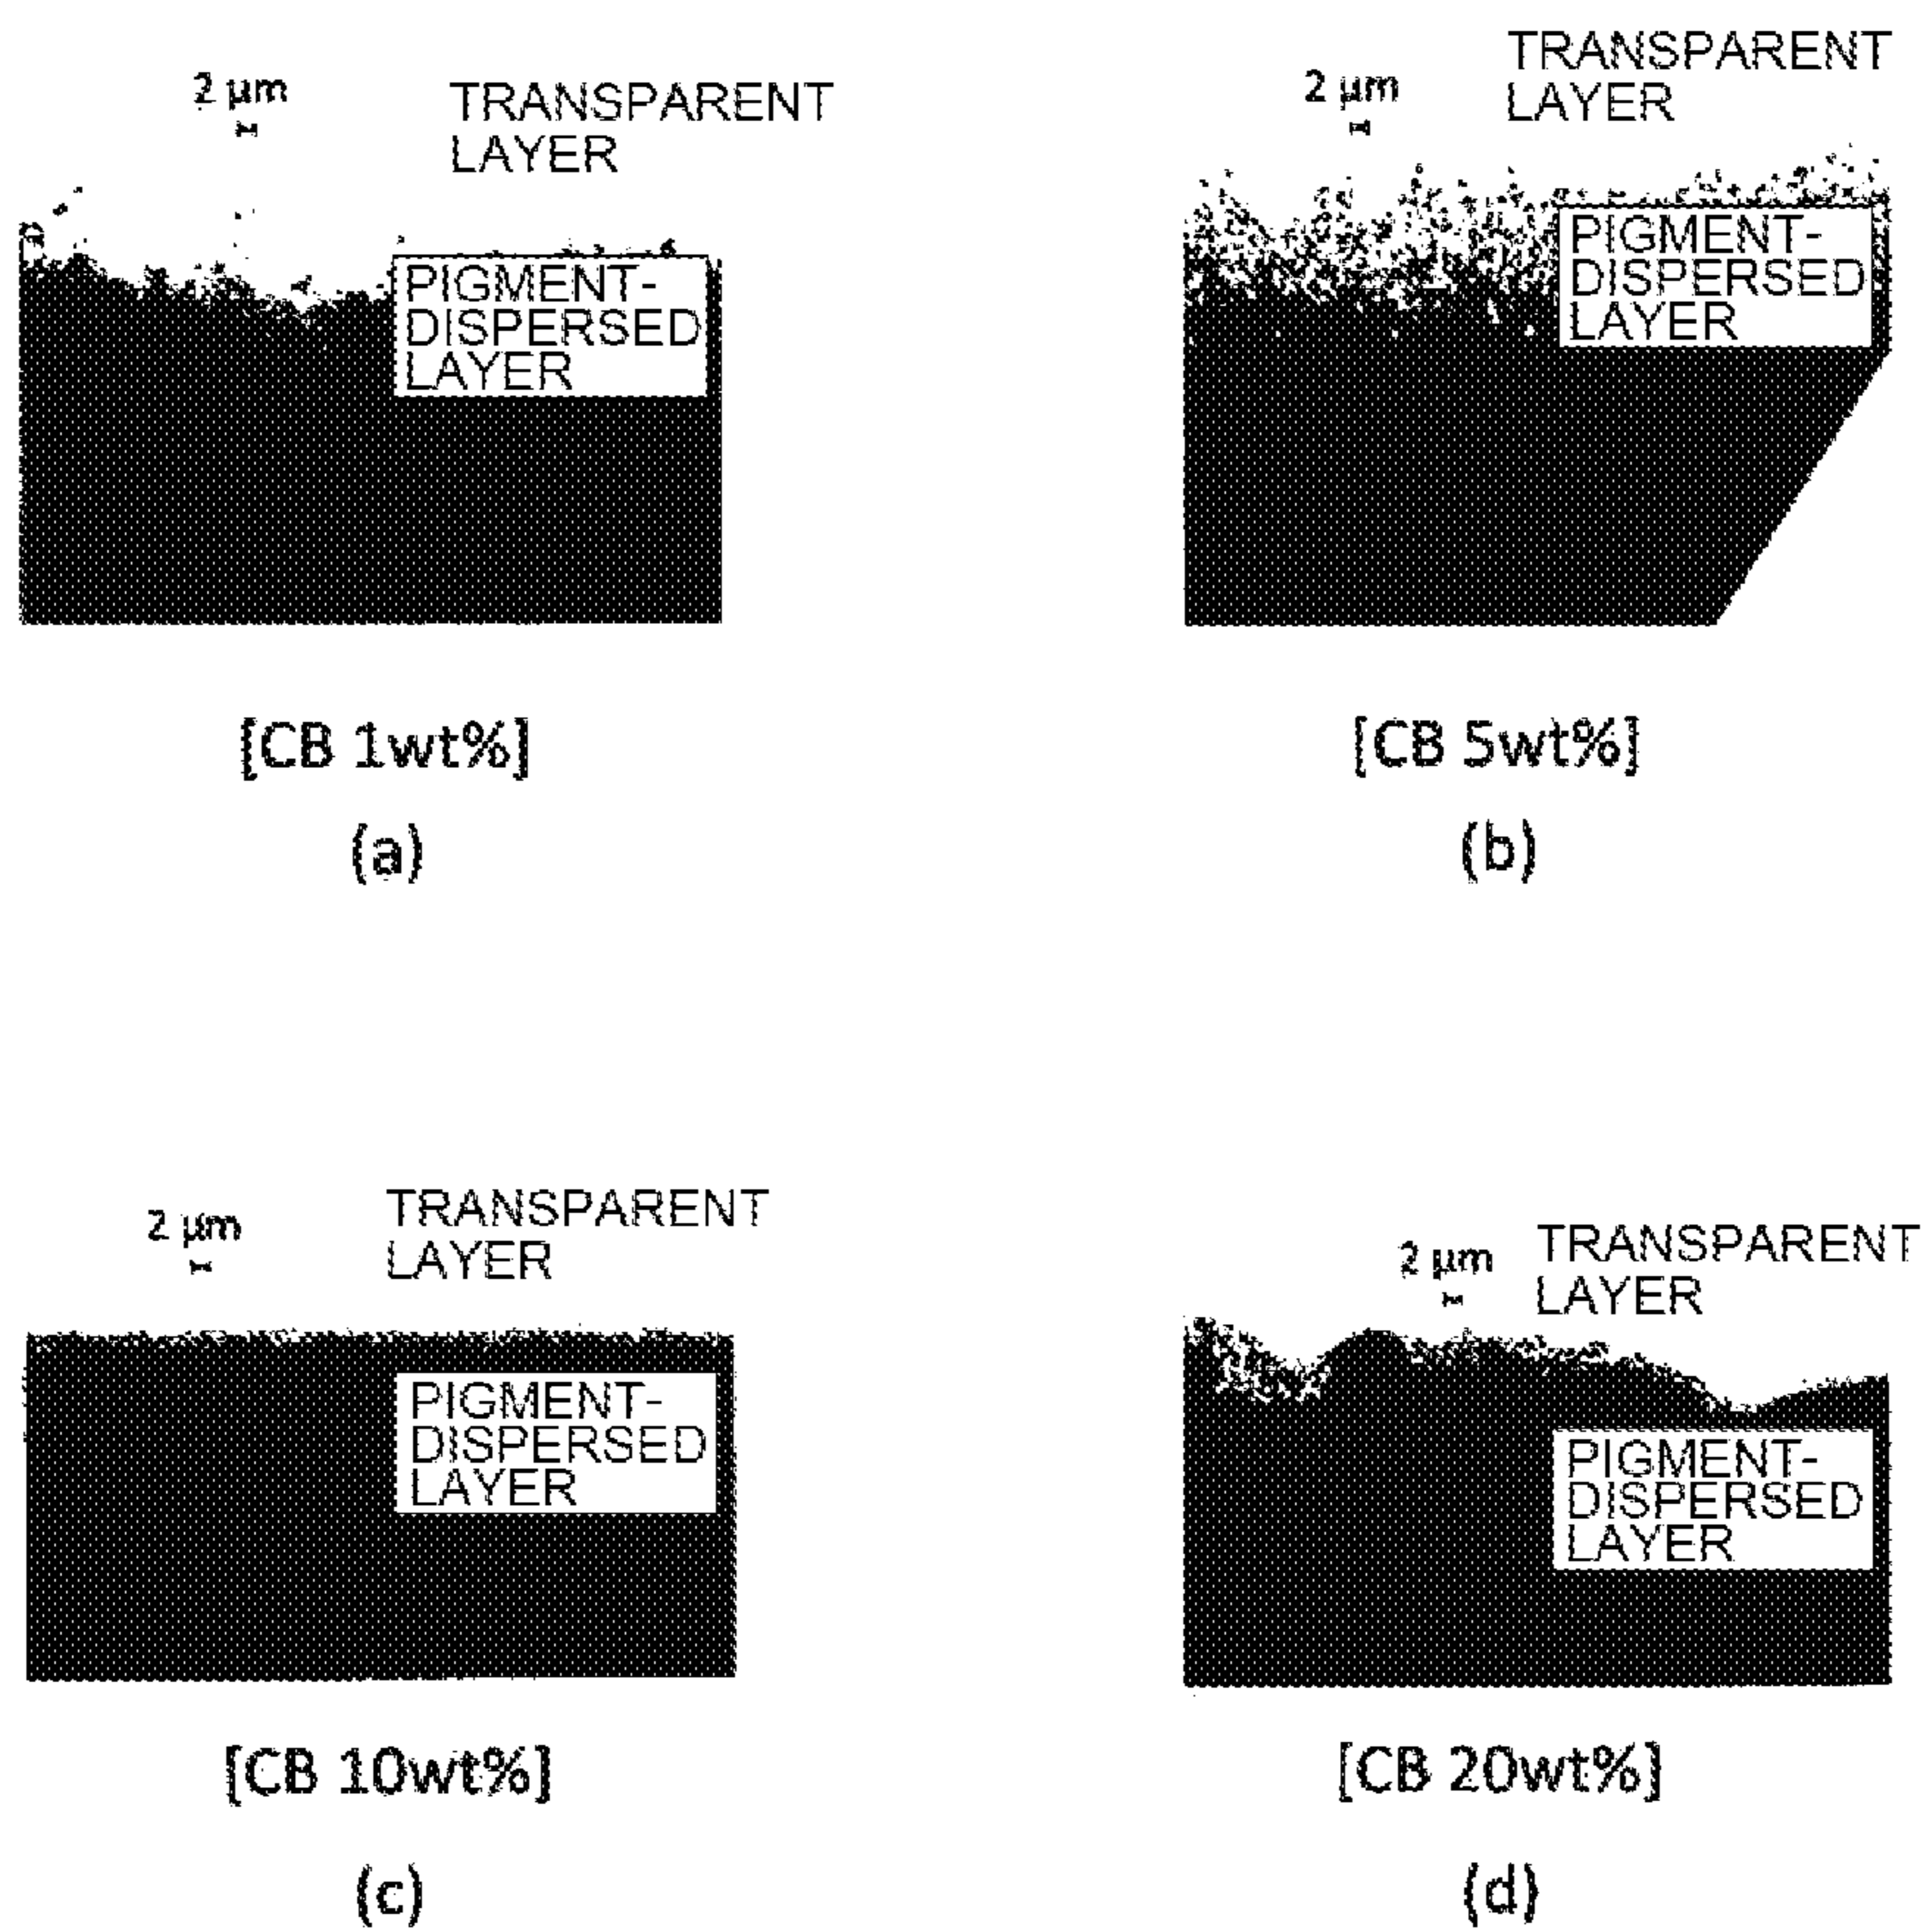 2 µm
TRANSPARENT
LAYER
PIGMENT-
DISPERSED
LAYER
[CB 1wt%]
(a)
2 µm
TRANSPARENT
LAYER
PIGMENT-
DISPERSED
LAYER
[CB 5wt%]
(b)
2 µm
TRANSPARENT
LAYER
PIGMENT-
DISPERSED
LAYER
[CB 10wt%]
(c)
2 µm
TRANSPARENT
LAYER
PIGMENT-
DISPERSED
LAYER
[CB 20wt%]
(d)